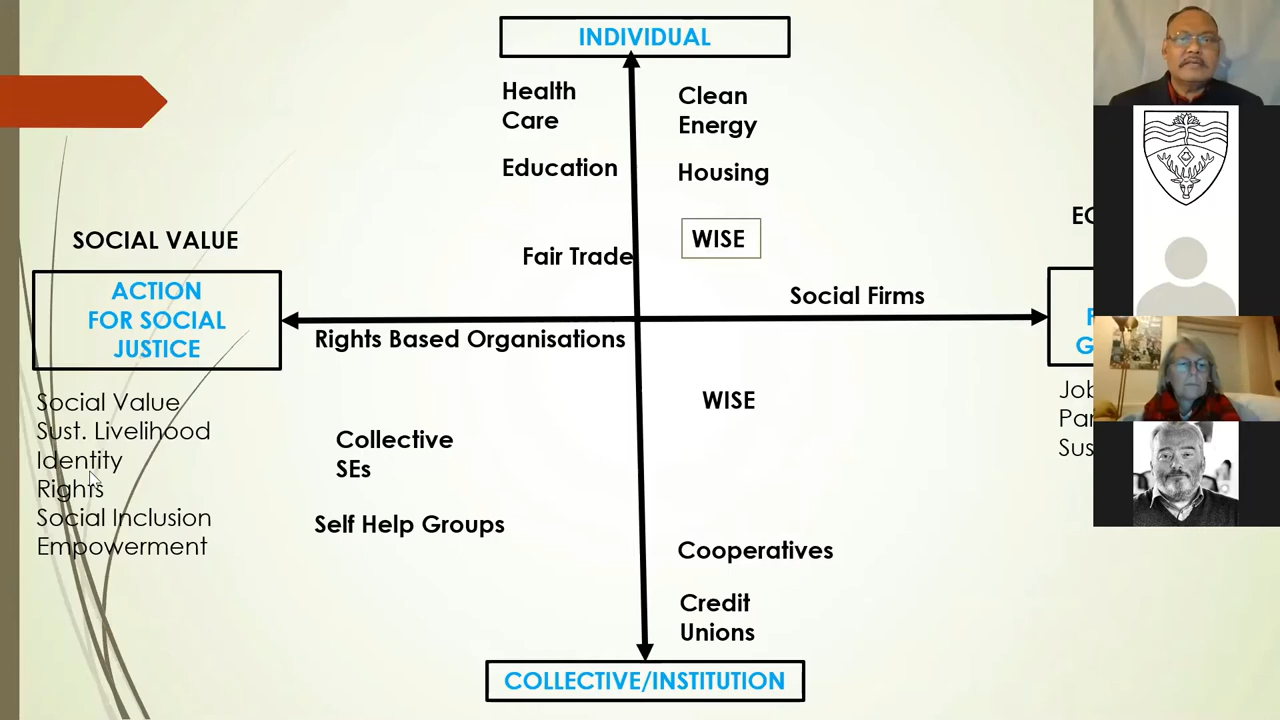 INDIVIDUAL
Health
Care
Clean
Energy
Education
Housing
SOCIAL VALUE
WISE
Fair Trade
ACTION
FOR SOCIAL
JUSTICE
Social Firms
Rights Based Organisations
Social Value
Sust. Livelihood
Identity
Rights
Social Inclusion
Empowerment
WISE
Collective
SEs
Self Help Groups
Cooperatives
Credit
Unions
COLLECTIVE/INSTITUTION